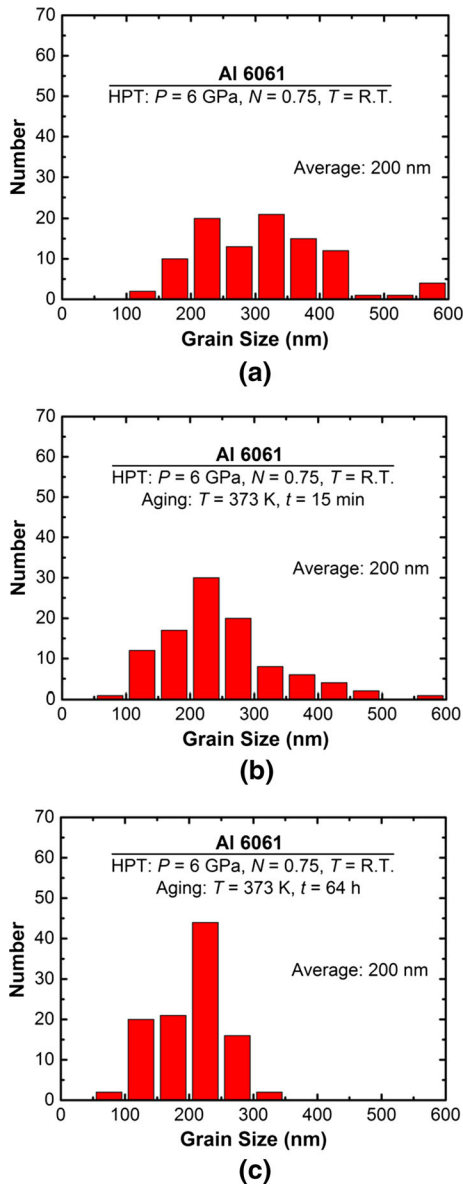 70
60
50
40
30
20
10
0
Number
Al 6061
HPT: P = 6 GPa, N = 0.75, T = R.T.
Average: 200 nm
0 100 200 300 400 500 600
Grain Size (nm)
(a)
70
60
50
40
30
20
10
0
Number
Al 6061
HPT: P = 6 GPa, N = 0.75, T = R.T.
Aging: T = 373 K, t = 15 min
Average: 200 nm
0 100 200 300 400 500 600
Grain Size (nm)
(b)
70
60
50
40
30
20
10
0
Number
Al 6061
HPT: P = 6 GPa, N = 0.75, T = R.T.
Aging: T = 373 K, t = 64 h
Average: 200 nm
0 100 200 300 400 500 600
Grain Size (nm)
(c)